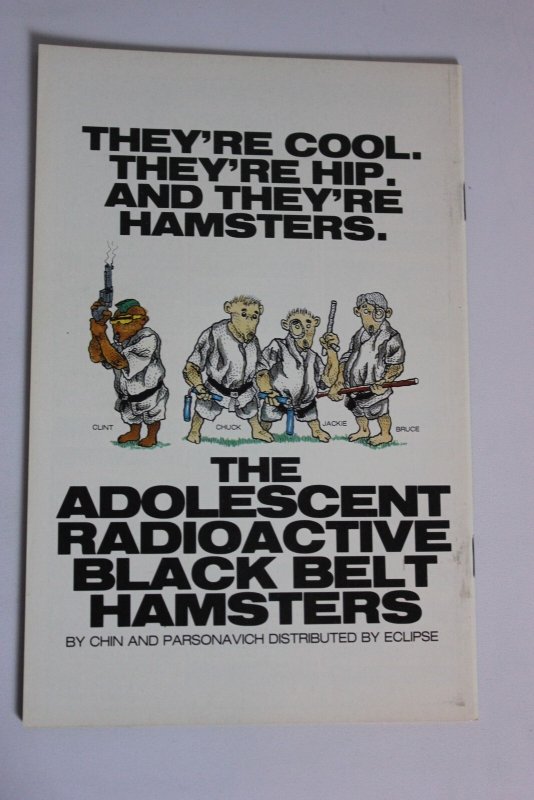 THEY'RE COOL.
THEY'RE HIP.
AND THEY'RE
HAMSTERS.
CLINT
CHUCK
JACKIE
BRUCE
THE
ADOLESCENT
RADIOACTIVE
BLACK BELT
HAMSTERS
BY CHIN AND PARSONAVICH DISTRIBUTED BY ECLIPSE